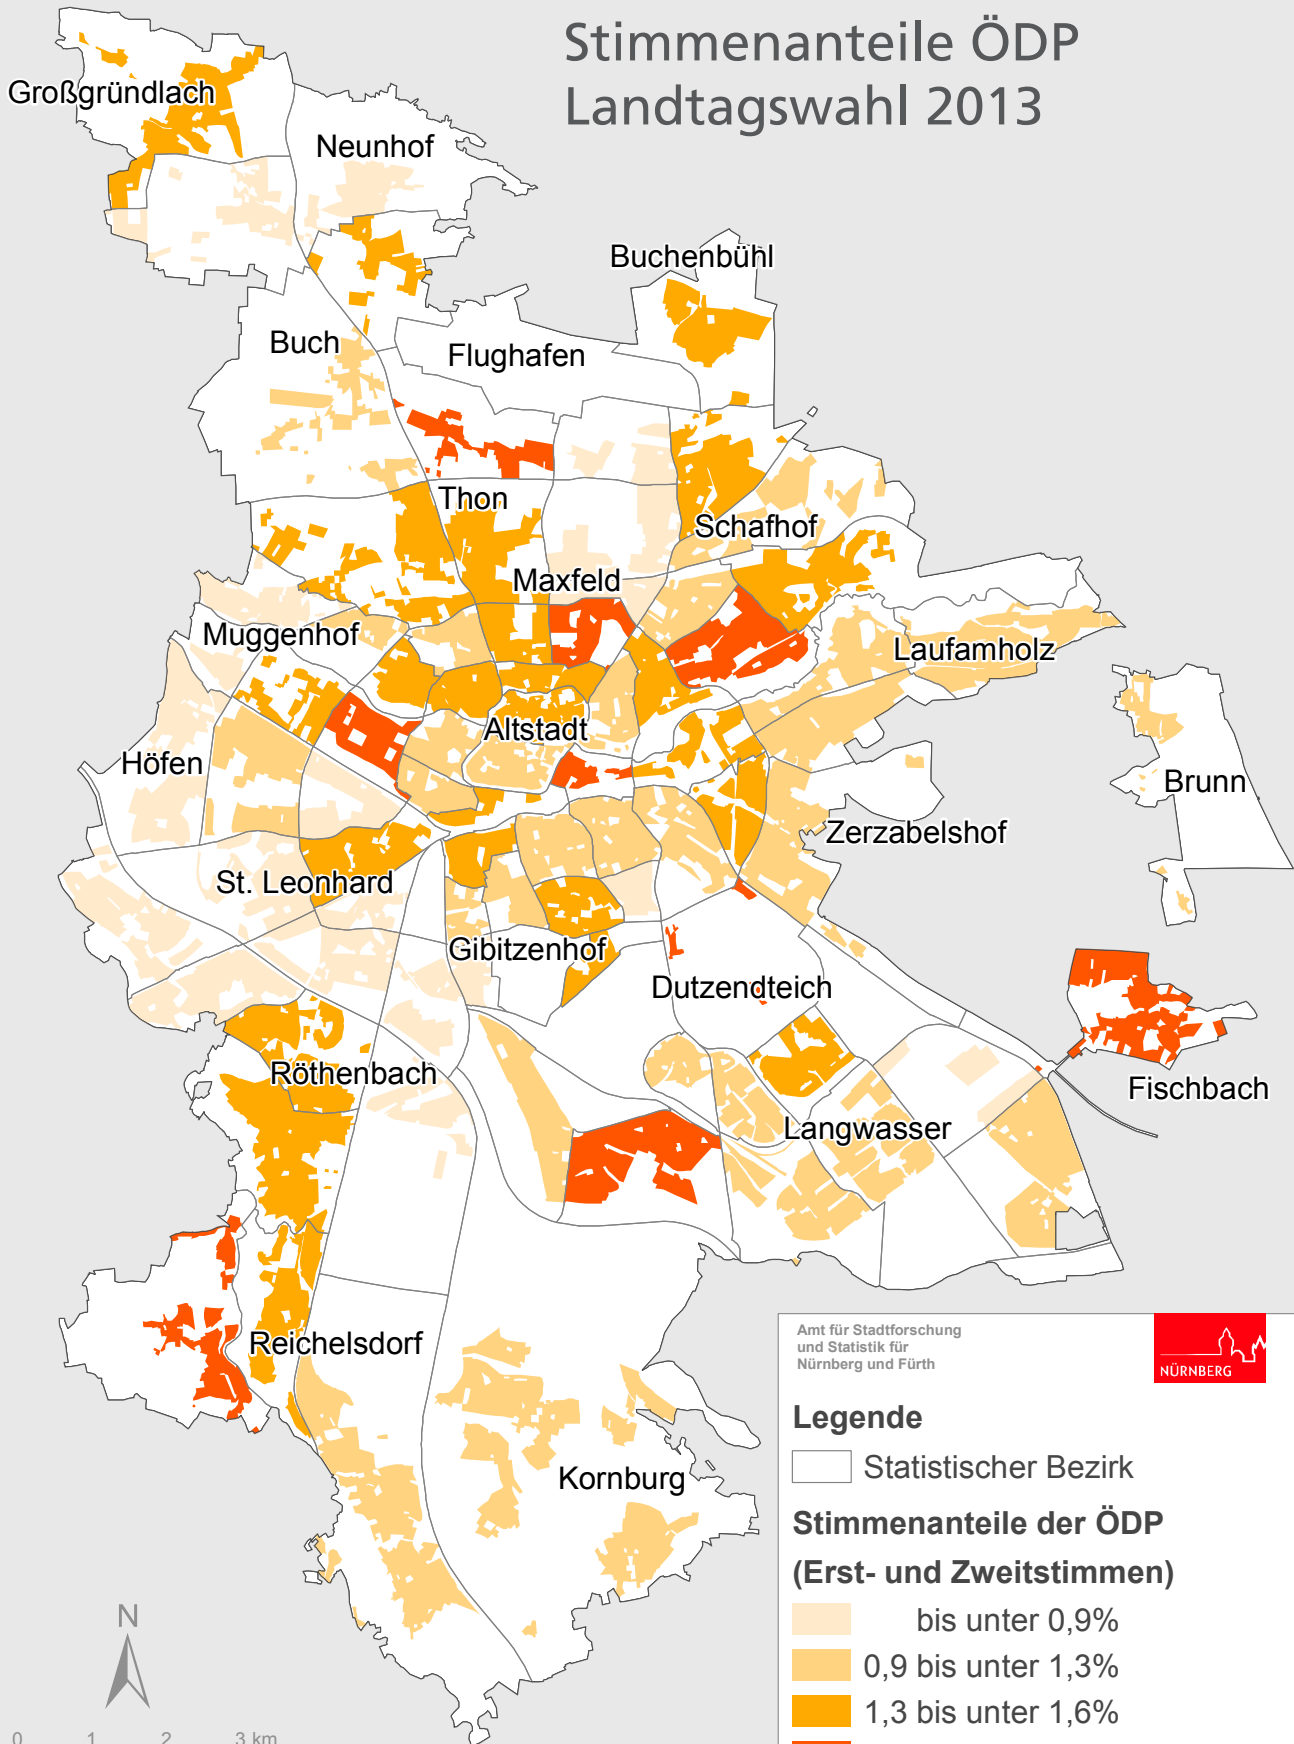 Stimmenanteile ÖDP
Landtagswahl 2013
Großgründlach
Neunhof
Buchenbühl
Buch
Flughafen
Thon
Schafhof
Maxfeld
Muggenhof
Laufamholz
Altstadt
Höfen
Brunn
Zerzabelshof
St. Leonhard
Gibitzenhof
Dutzendteich
Röthenbach
Fischbach
Langwasser
Reichelsdorf
Kornburg
Amt für Stadtforschung
und Statistik für
Nürnberg und Fürth
NÜRNBERG
Legende
Statistischer Bezirk
Stimmenanteile der ÖDP
(Erst- und Zweitstimmen)
bis unter 0,9%
0,9 bis unter 1,3%
1,3 bis unter 1,6%
N
0 1 2 3 km